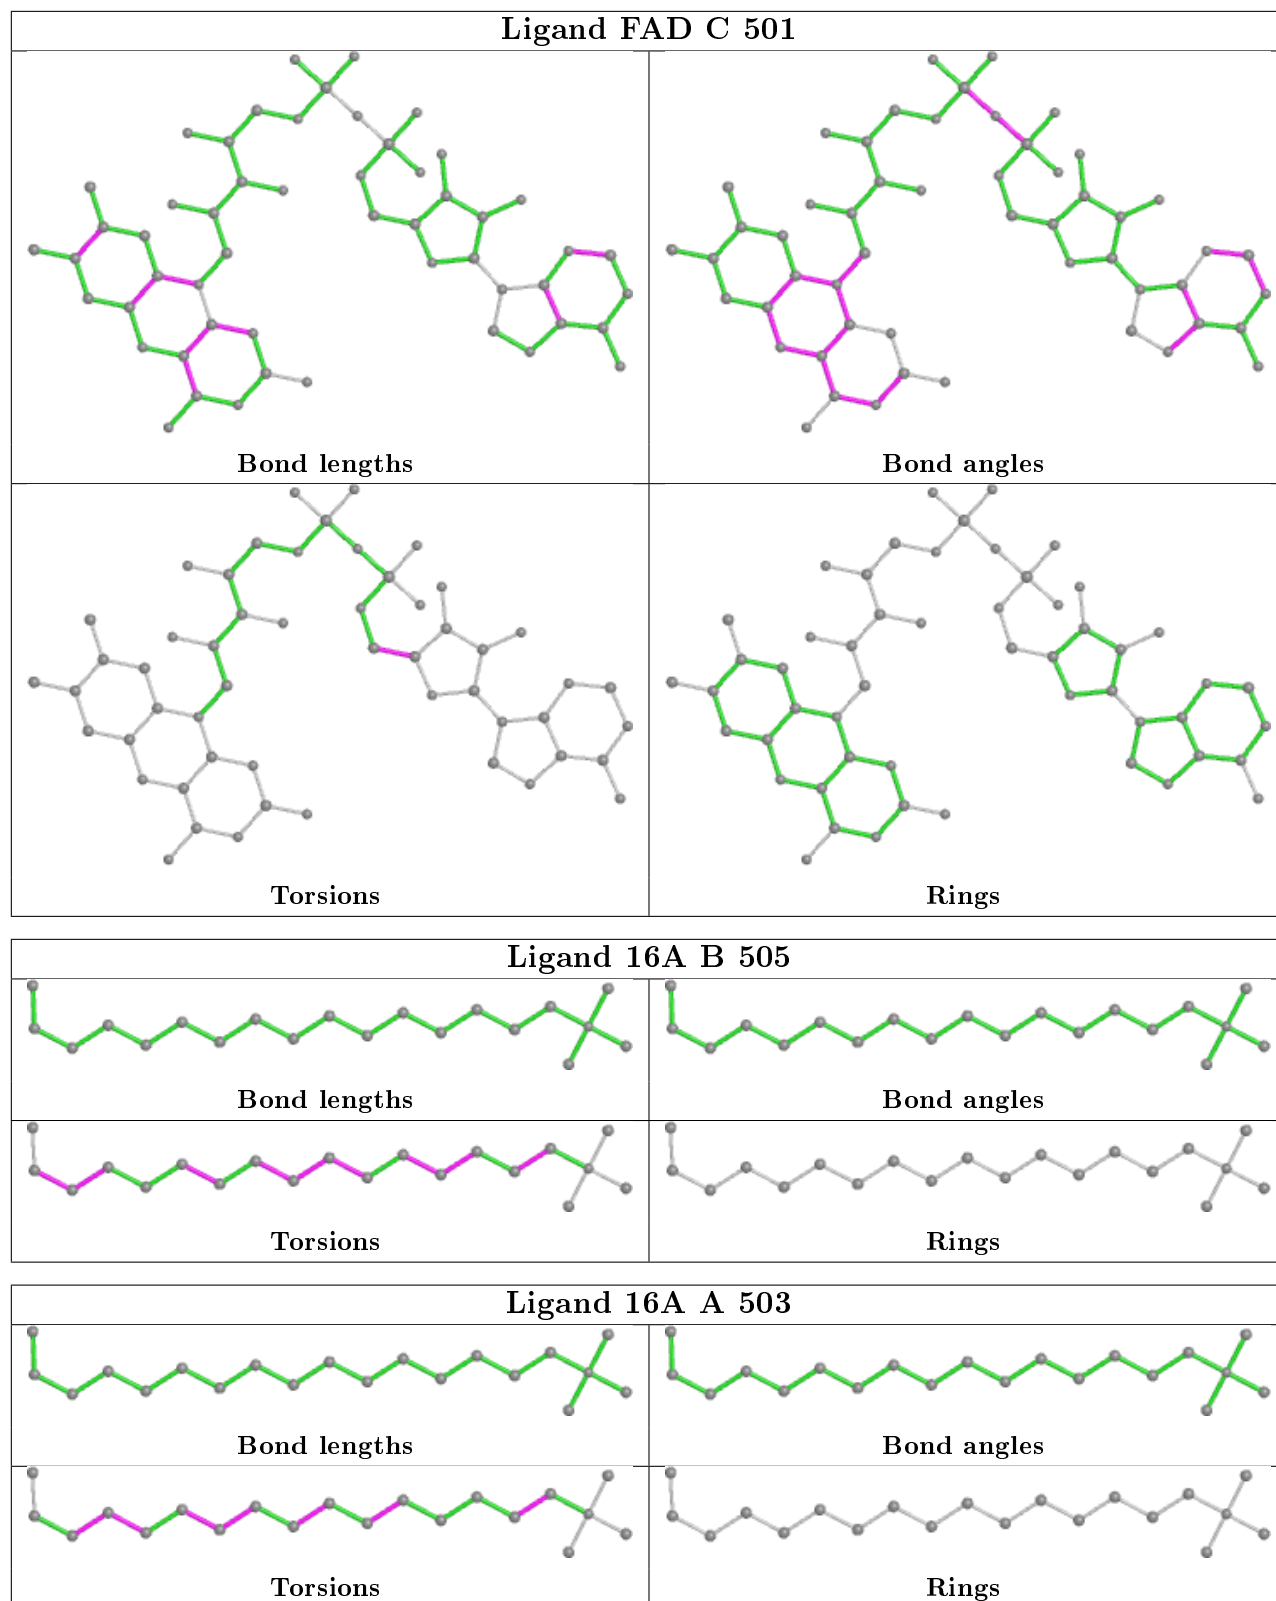 Ligand FAD C 501
Bond lengths
Bond angles
Torsions
Rings
Ligand 16A B 505
Bond lengths
Bond angles
Torsions
Rings
Ligand 16A A 503
Bond lengths
Bond angles
Torsions
Rings